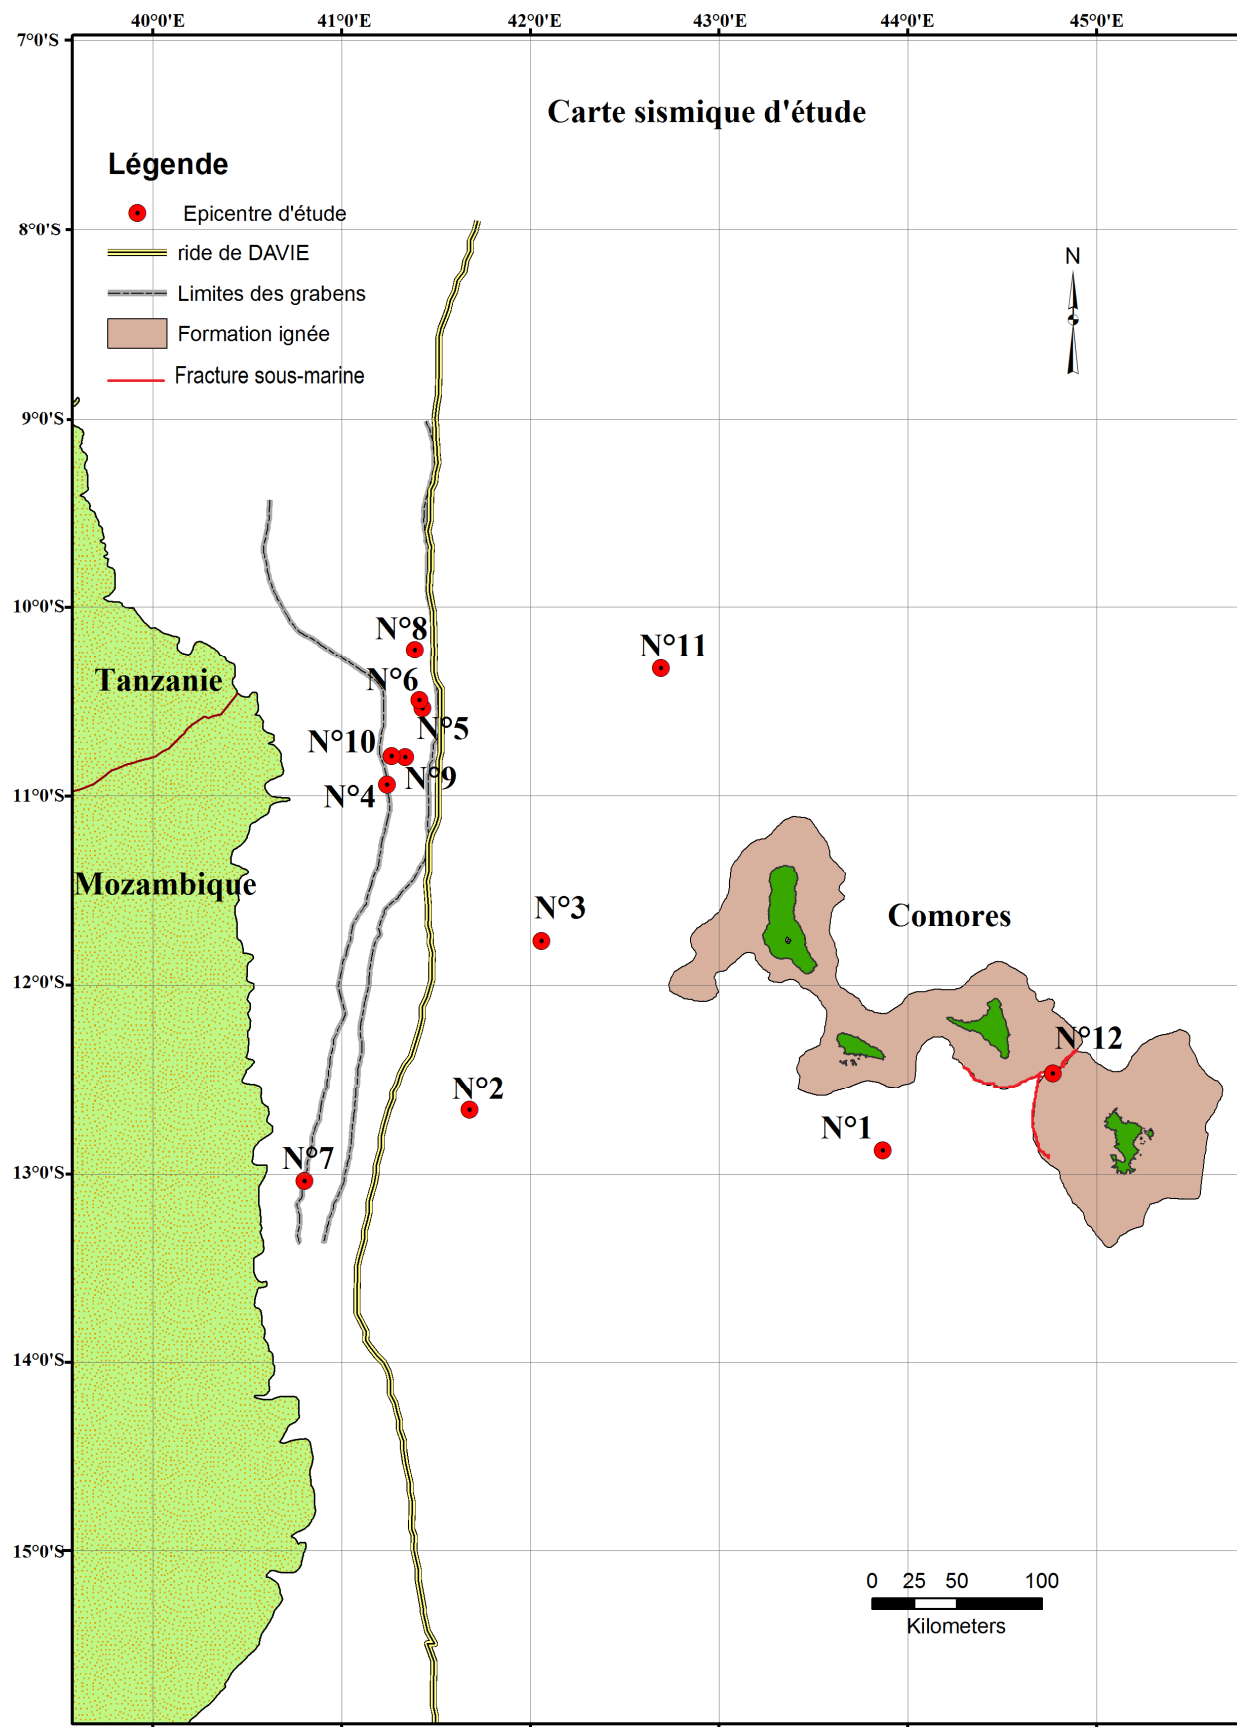 40°0'E 41°0'E 42°0'E 43°0'E 44°0'E 45°0'E
7°0'S
Carte sismique d'étude
Légende
Epicentre d'étude
8°0'S
ride de DAVIE
N
Limites des grabens
Formation ignée
Fracture sous-marine
9°0'S
10°0'S
N°8
N°11
Tanzanie
N°6
N°5
N°10
N°9
11°0'S
N°4
Mozambique
N°3
Comores
12°0'S
N°12
N°2
N°1
N°7
13°0'S
14°0'S
15°0'S
0 25 50 100
Kilometers